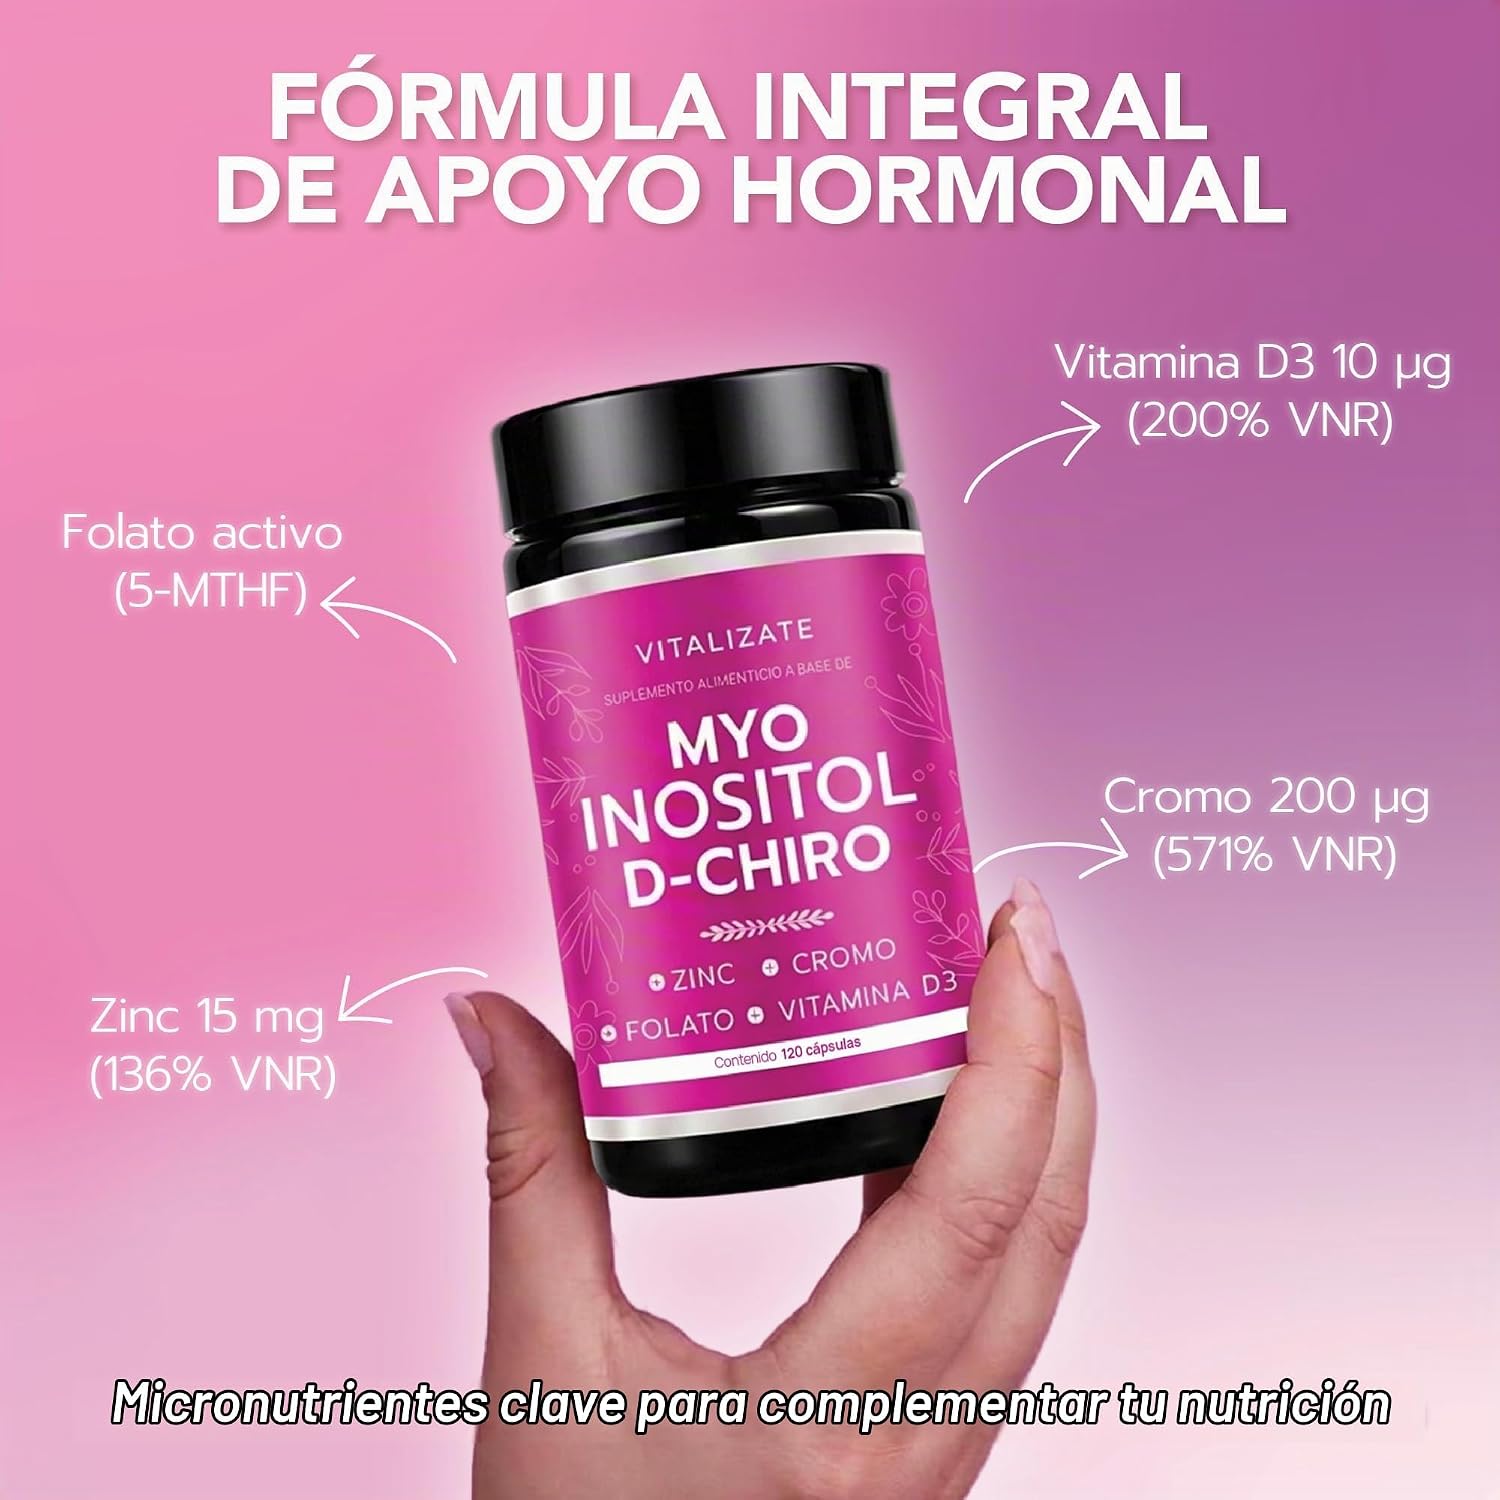 FÓRMULA INTEGRAL
DE APOYO HORMONAL
Vitamina D3 10 µg
(200% VNR)
Folato activo
(5-MTHF)
VITALIZATE
SUPLEMENTO ALIMENTICIO A BASE DE
MYO
INOSITOL
D-CHIRO
+ ZINC + CROMO
+ FOLATO + VITAMINA D3
Contenido 120 cápsulas
Cromo 200 µg
(571% VNR)
Zinc 15 mg
(136% VNR)
Micronutrientes clave para complementar tu nutrición